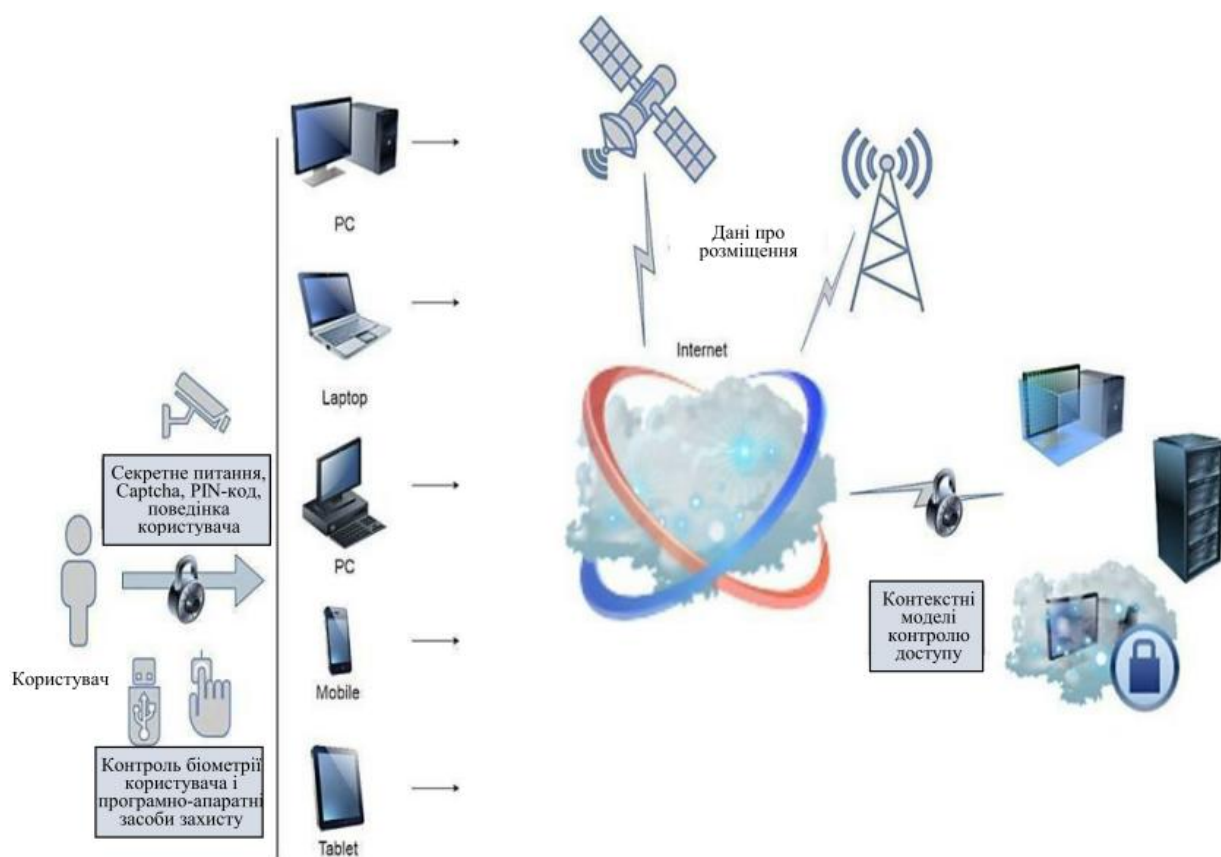 PC
Laptop
PC
Mobile
Tablet
Секретне питання,
Captcha, PIN-код,
поведінка
користувача
Користувач
Контроль біометрії
користувача і
програмно-апаратні
засоби захисту
Дані про
розміщення
Internet
Контекстні
моделі
контролю
доступу